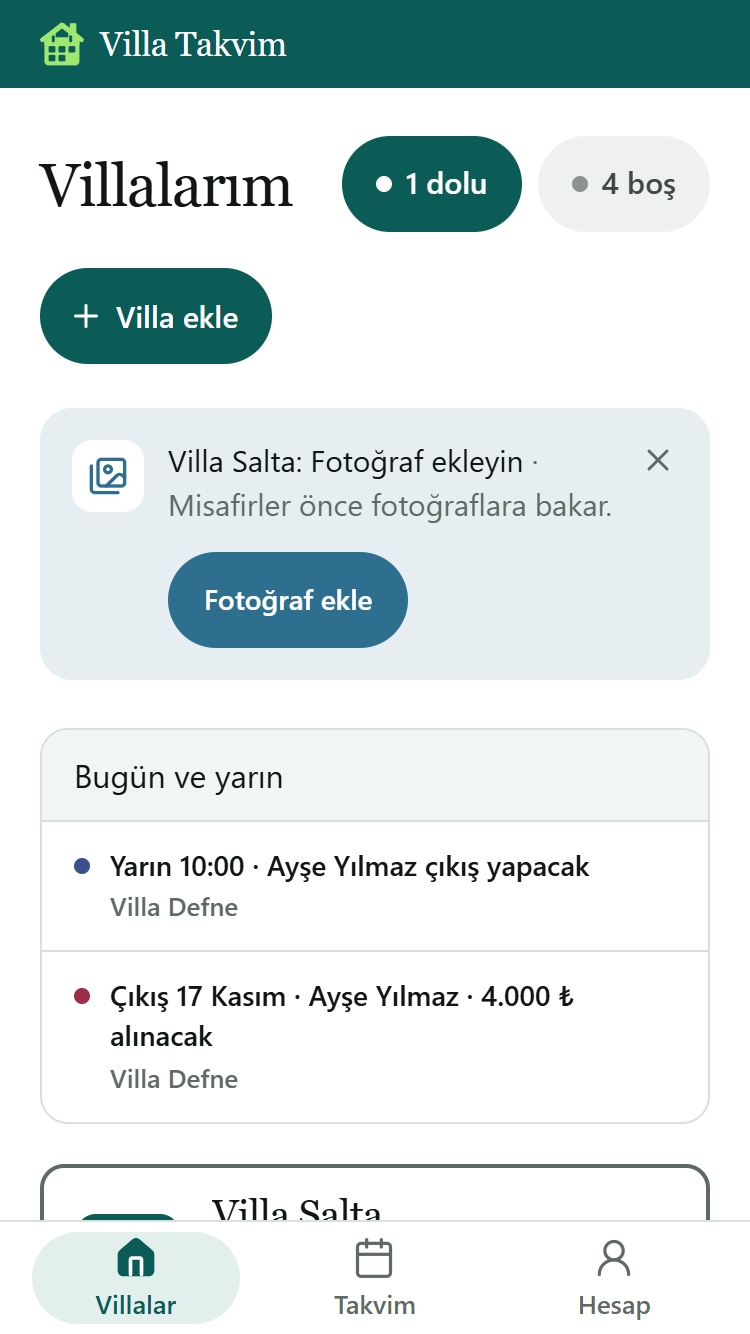 Villa Takvim
Villalarım
1 dolu
4 boş
Villa ekle
Villa Salta: Fotoğraf ekleyin ·
Misafirler önce fotoğraflara bakar.
Fotoğraf ekle
Bugün ve yarın
Yarın 10:00 · Ayşe Yılmaz çıkış yapacak
Villa Defne
Çıkış 17 Kasım · Ayşe Yılmaz · 4.000 ₺
alınacak
Villa Defne
Villa Salta
Villalar
Takvim
Hesap